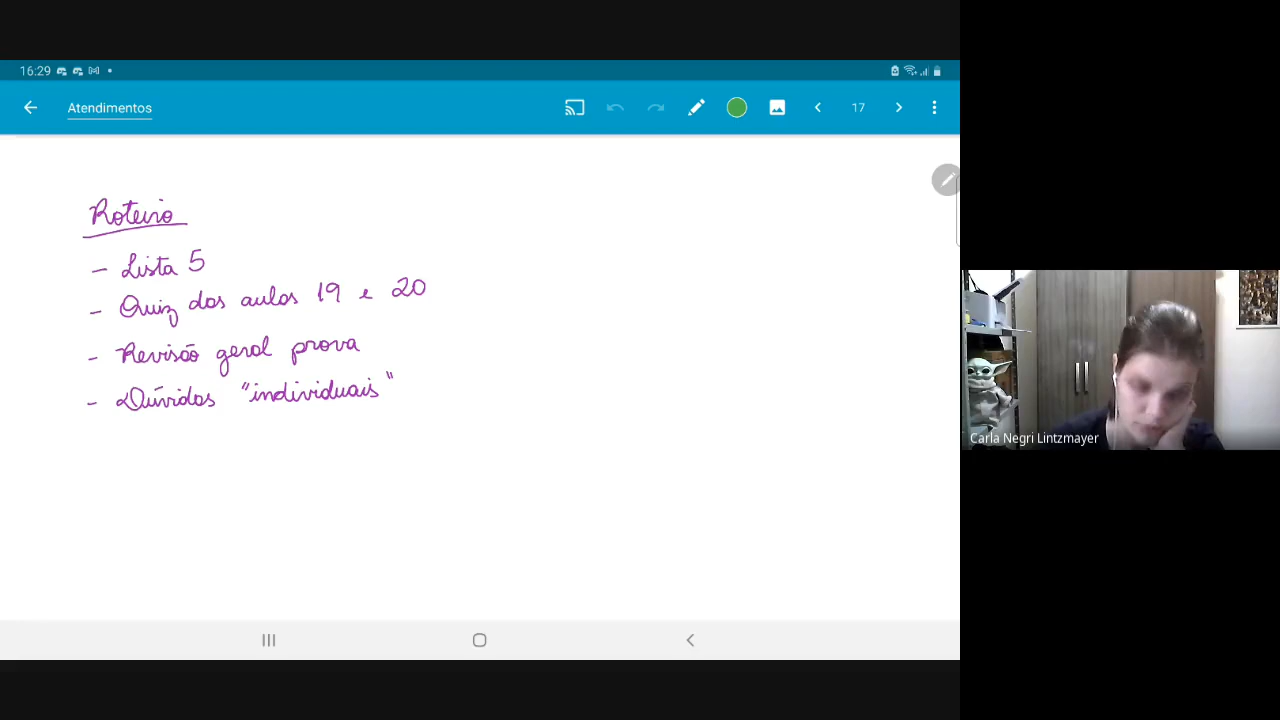 16:29
Atendimentos
17
Roteiro
- Lista 5
- Quiz das aulas 19 e 20
- Revisão geral prova
- Dúvidas "individuais"
Carla Negri Lintzmayer